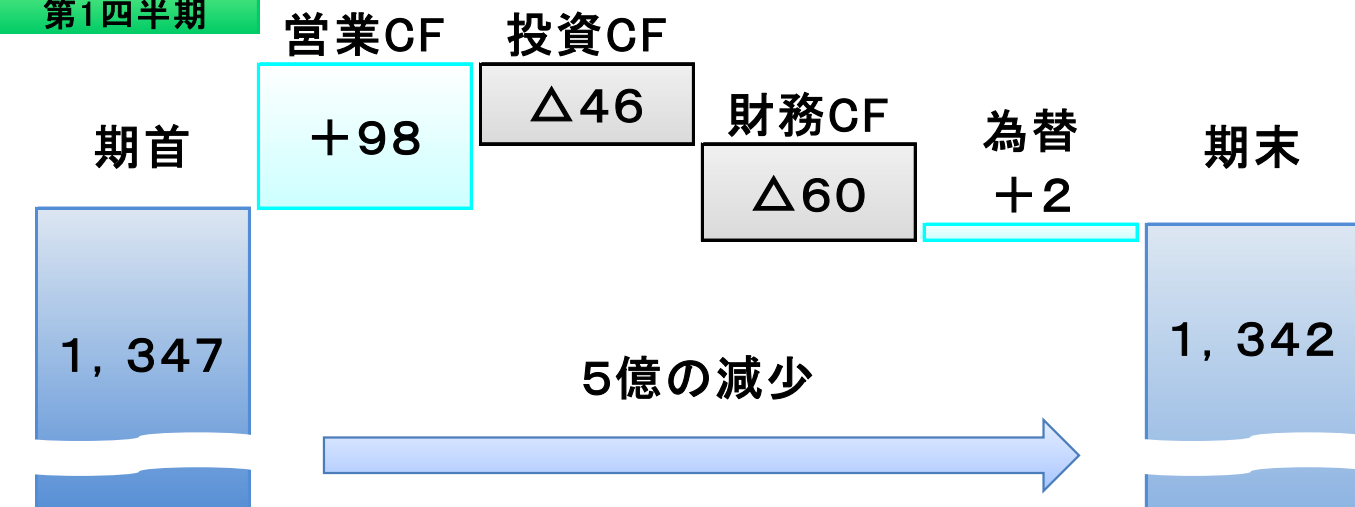 第1四半期
営業CF
投資CF
＋98
△46
期首
財務CF
為替
期末
△60
＋2
1，347
1，342
5億の減少